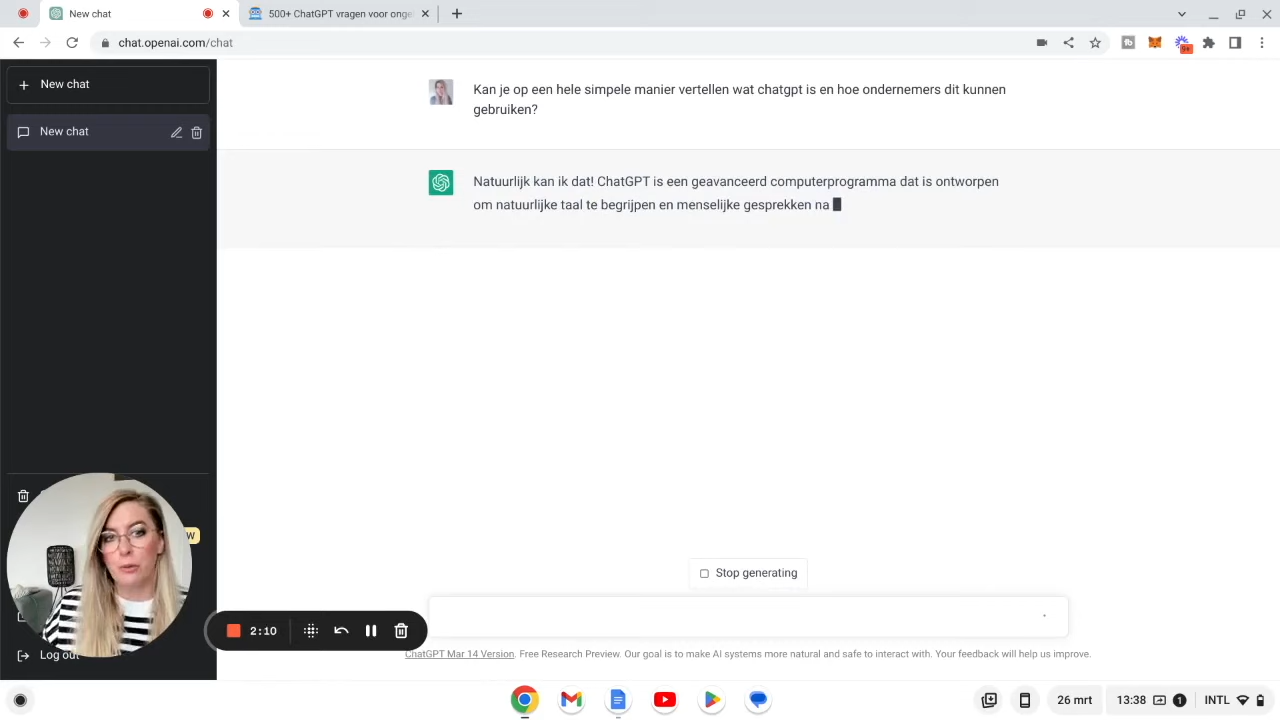 New chat
500+ ChatGPT vragen voor onge
chat.openai.com/chat
9+
New chat
New chat
Kan je op een hele simpele manier vertellen wat chatgpt is en hoe ondernemers dit kunnen
gebruiken?
Natuurlijk kan ik dat! ChatGPT is een geavanceerd computerprogramma dat is ontworpen
om natuurlijke taal te begrijpen en menselijke gesprekken na
W
Stop generating
2:10
Log out
ChatGPT Mar 14 Version. Free Research Preview. Our goal is to make AI systems more natural and safe to interact with. Your feedback will help us improve.
26 mrt
13:38
1
INTL